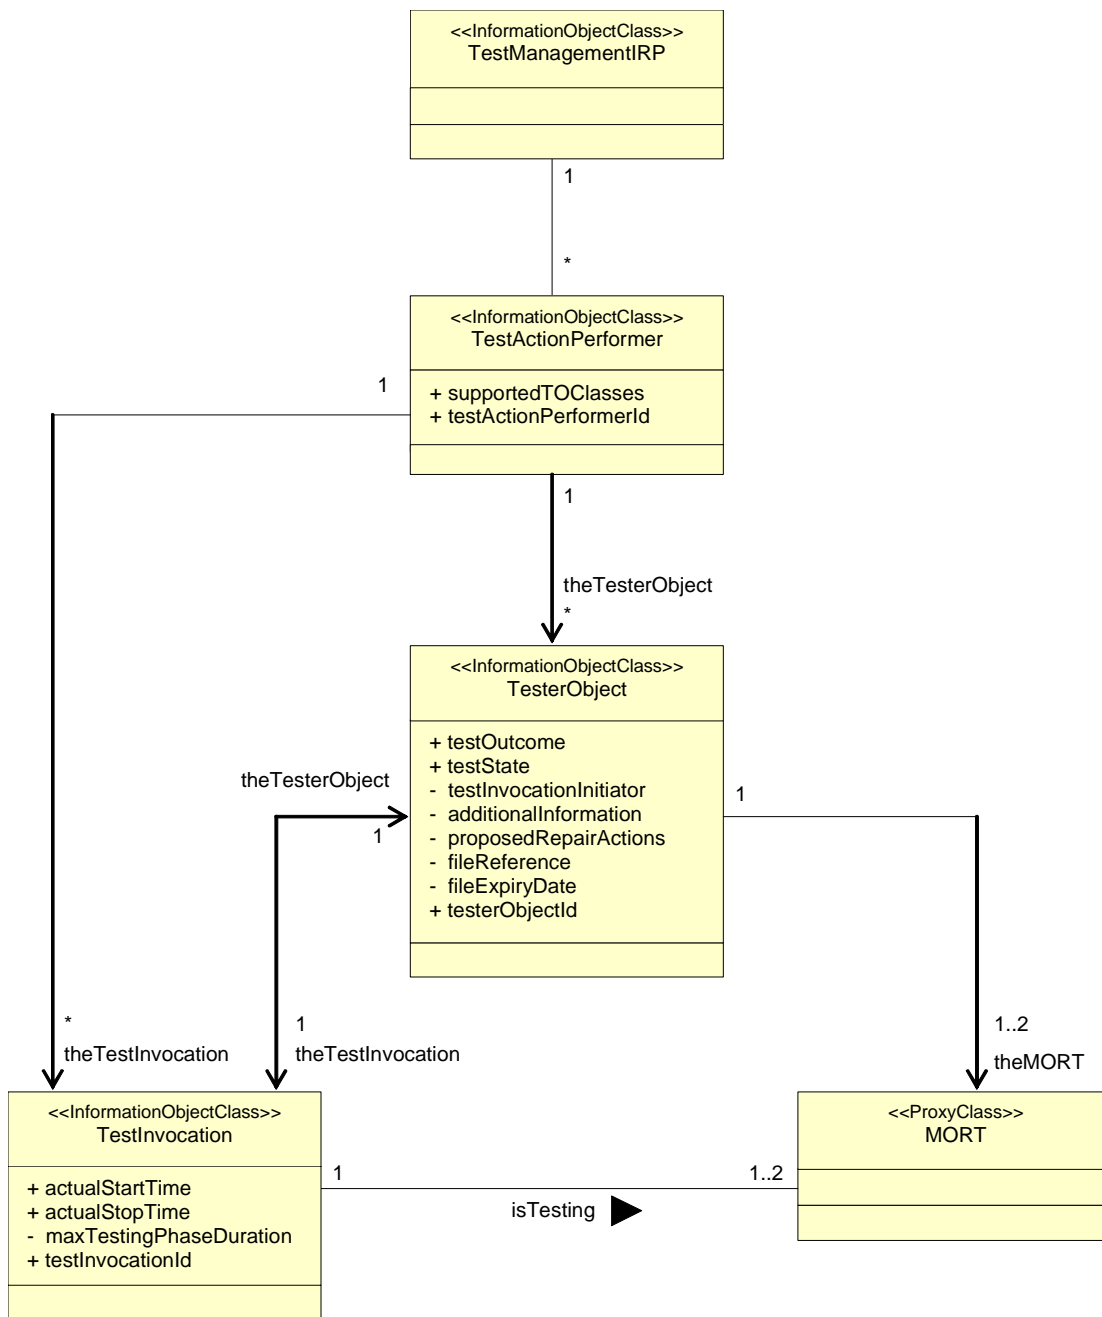 <<InformationObjectClass>>
TestManagementIRP
1
*
<<InformationObjectClass>>
TestActionPerformer
1
+ supportedTOClasses
+ testActionPerformerId
1
theTesterObject
*
<<InformationObjectClass>>
TesterObject
+ testOutcome
+ testState
- testInvocationInitiator
- additionalInformation
- proposedRepairActions
- fileReference
- fileExpiryDate
+ testerObjectId
theTesterObject
1
1
*
theTestInvocation
1
theTestInvocation
1..2
theMORT
<<InformationObjectClass>>
TestInvocation
+ actualStartTime
+ actualStopTime
- maxTestingPhaseDuration
+ testInvocationId
1
1..2
isTesting
<<ProxyClass>>
MORT